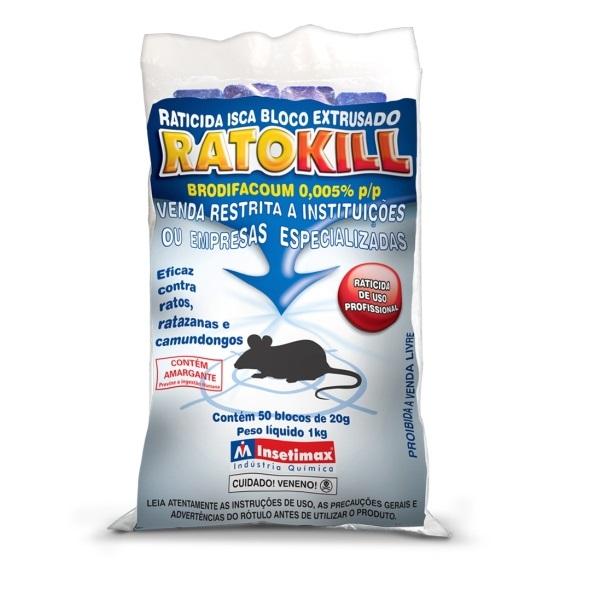 RATICIDA ISCA BLOCO EXTRUSADO
RATOKILL
BRODIFACOUM 0,005% p/p
VENDA RESTRITA A INSTITUIÇÕES
OU EMPRESAS ESPECIALIZADAS
Eficaz
contra
ratos,
ratazanas e
camundongos
RATICIDA
DE USO
PROFISSIONAL
CONTÉM
AMARGANTE
Previne a ingestão humana
PROIBIDA À VENDA LIVRE
Contém 50 blocos de 20g
Peso líquido 1kg
Insetimax®
Indústria Química
CUIDADO! VENENO!
LEIA ATENTAMENTE AS INSTRUÇÕES DE USO, AS PRECAUÇÕES GERAIS E
ADVERTÊNCIAS DO RÓTULO ANTES DE UTILIZAR O PRODUTO.